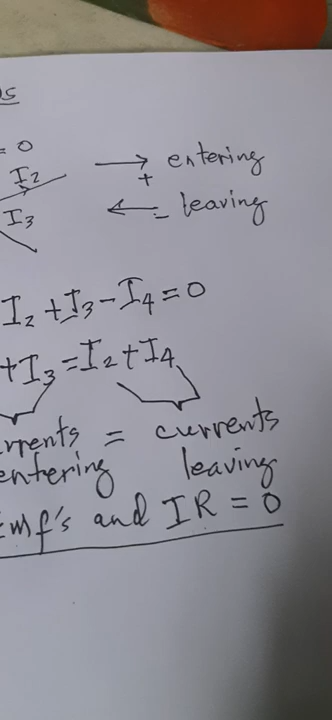 = 0
I₂
→ entering
+
I₃
← leaving
−
I₂ + I₃ − I₄ = 0
+ I₃ = I₂ + I₄
rrents = currents
entering leaving
emf's and IR = 0